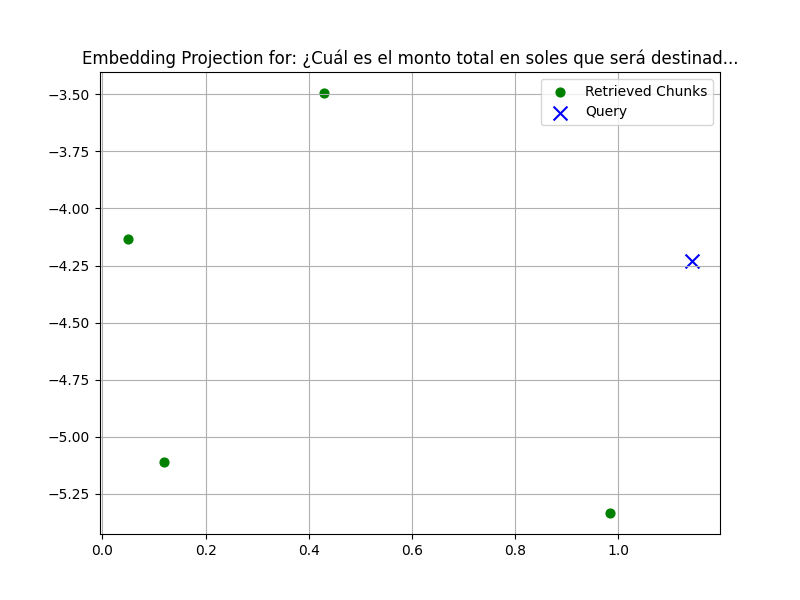 Embedding Projection for: ¿Cuál es el monto total en soles que será destinad...
Retrieved Chunks
Query
−3.50
−3.75
−4.00
−4.25
−4.50
−4.75
−5.00
−5.25
0.0 0.2 0.4 0.6 0.8 1.0